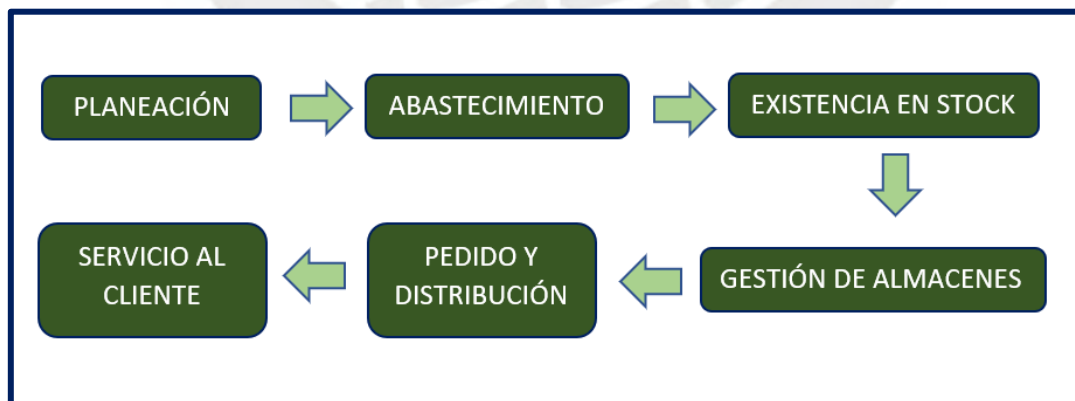 PLANEACIÓN
ABASTECIMIENTO
EXISTENCIA EN STOCK
GESTIÓN DE ALMACENES
PEDIDO Y
DISTRIBUCIÓN
SERVICIO AL
CLIENTE